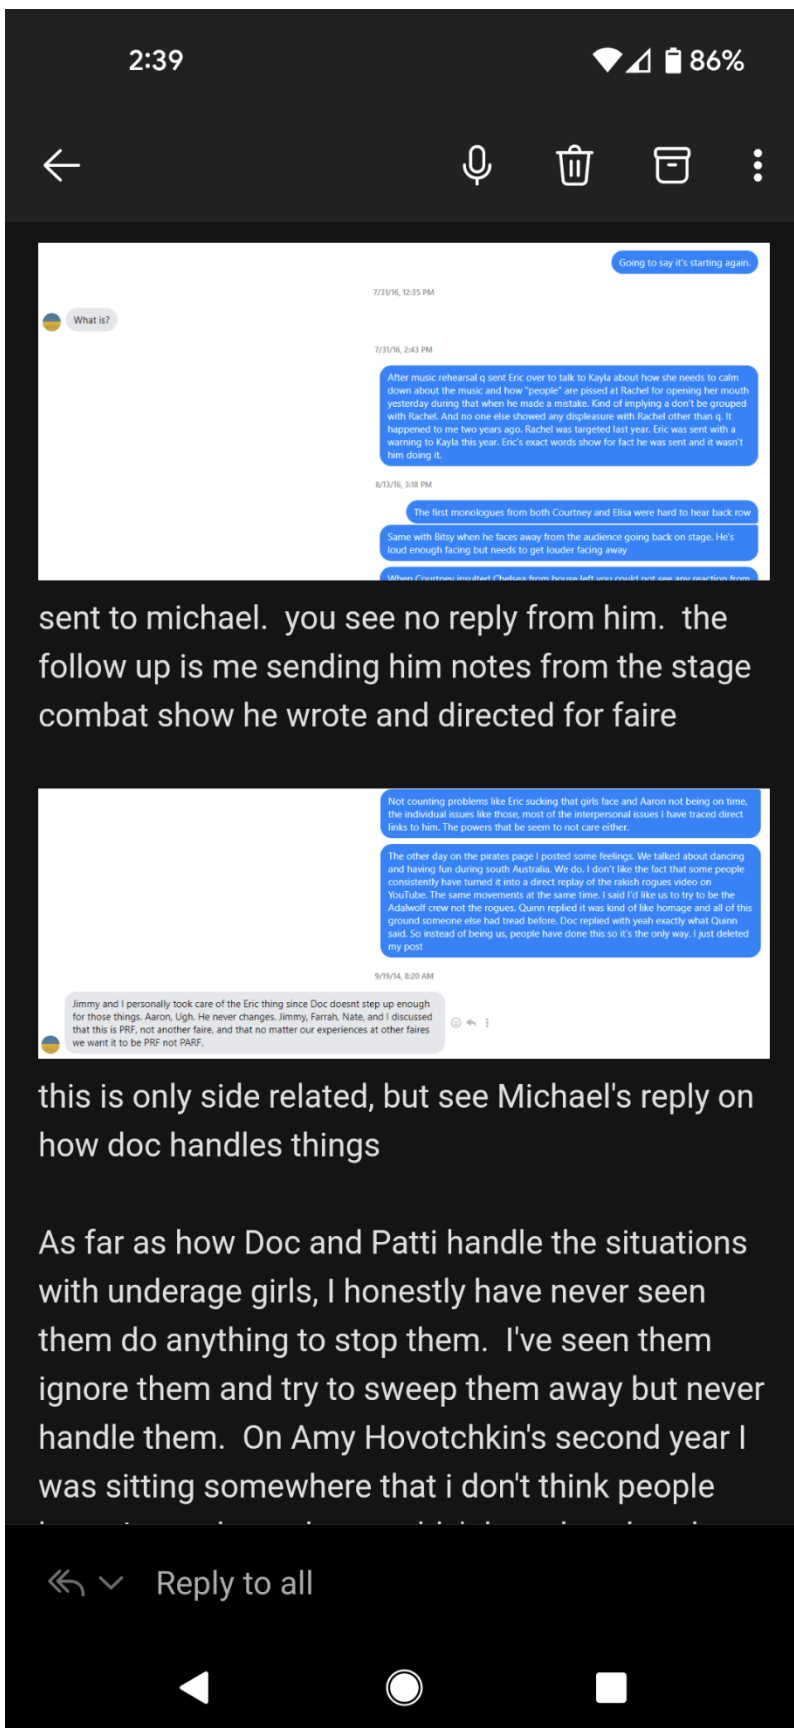 2:39
86%
Going to say it's starting again.
7/31/16, 12:35 PM
What is?
7/31/16, 2:43 PM
After music rehearsal q sent Eric over to talk to Kayla about how she needs to calm
down about the music and how "people" are pissed at Rachel for opening her mouth
yesterday during that when he made a mistake. Kind of implying a don't be grouped
with Rachel. And no one else showed any displeasure with Rachel other than q. It
happened to me two years ago. Rachel was targeted last year. Eric was sent with a
warning to Kayla this year. Eric's exact words show for fact he was sent and it wasn't
him doing it.
8/13/16, 3:18 PM
The first monologues from both Courtney and Elisa were hard to hear back row
Same with Bitsy when he faces away from the audience going back on stage. He's
loud enough facing but needs to get louder facing away
When Courtney insulted Chelsea from house left you could not see any reaction from
sent to michael. you see no reply from him. the
follow up is me sending him notes from the stage
combat show he wrote and directed for faire
Not counting problems like Eric sucking that girls face and Aaron not being on time,
the individual issues like those, most of the interpersonal issues I have traced direct
links to him. The powers that be seem to not care either.
The other day on the pirates page I posted some feelings. We talked about dancing
and having fun during south Australia. We do. I don't like the fact that some people
consistently have turned it into a direct replay of the rakish rogues video on
YouTube. The same movements at the same time. I said I'd like us to try to be the
Adalwolf crew not the rogues. Quinn replied it was kind of like homage and all of this
ground someone else had tread before. Doc replied with yeah exactly what Quinn
said. So instead of being us, people have done this so it's the only way. I just deleted
my post
9/19/14, 8:20 AM
Jimmy and I personally took care of the Eric thing since Doc doesnt step up enough
for those things. Aaron, Ugh. He never changes. Jimmy, Farrah, Nate, and I discussed
that this is PRF, not another faire, and that no matter our experiences at other faires
we want it to be PRF not PARF.
this is only side related, but see Michael's reply on
how doc handles things
As far as how Doc and Patti handle the situations
with underage girls, I honestly have never seen
them do anything to stop them. I've seen them
ignore them and try to sweep them away but never
handle them. On Amy Hovotchkin's second year I
was sitting somewhere that i don't think people
Reply to all